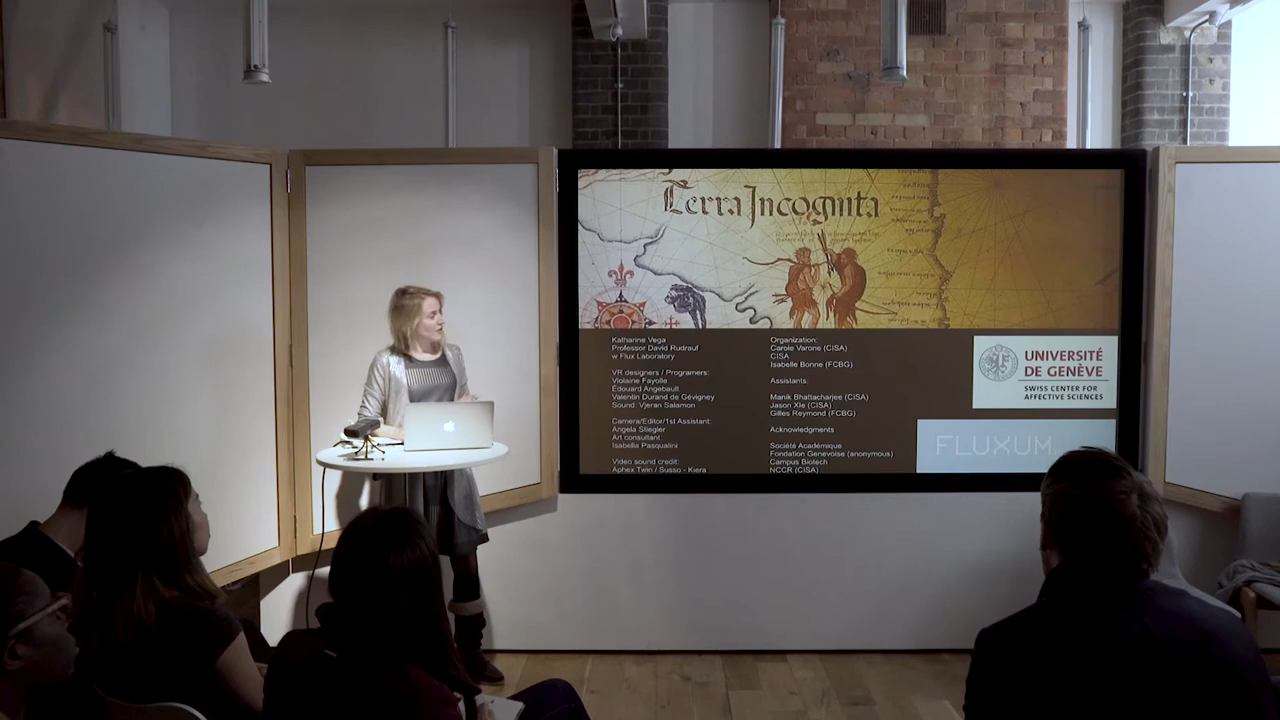 Terra Incognita
Katharine Vega
Professor David Rudrauf
w Flux Laboratory
VR designers / Programers:
Violaine Fayolle
Édouard Angebault
Valentin Durand de Gévigney
Sound: Vjeran Salamon
Camera/Editor/1st Assistant:
Angela Stiegler
Art consultant:
Isabella Pasqualini
Video sound credit:
Aphex Twin / Susso - Kiera
Organization:
Carole Varone (CISA)
CISA
Isabelle Bonne (FCBG)
Assistants:
Manik Bhattacharjee (CISA)
Jason XIe (CISA)
Gilles Reymond (FCBG)
Acknowledgments
Société Académique
Fondation Genevoise (anonymous)
Campus Biotech
NCCR (CISA)
UNIVERSITÉ
DE GENÈVE
SWISS CENTER FOR
AFFECTIVE SCIENCES
FLUXUM